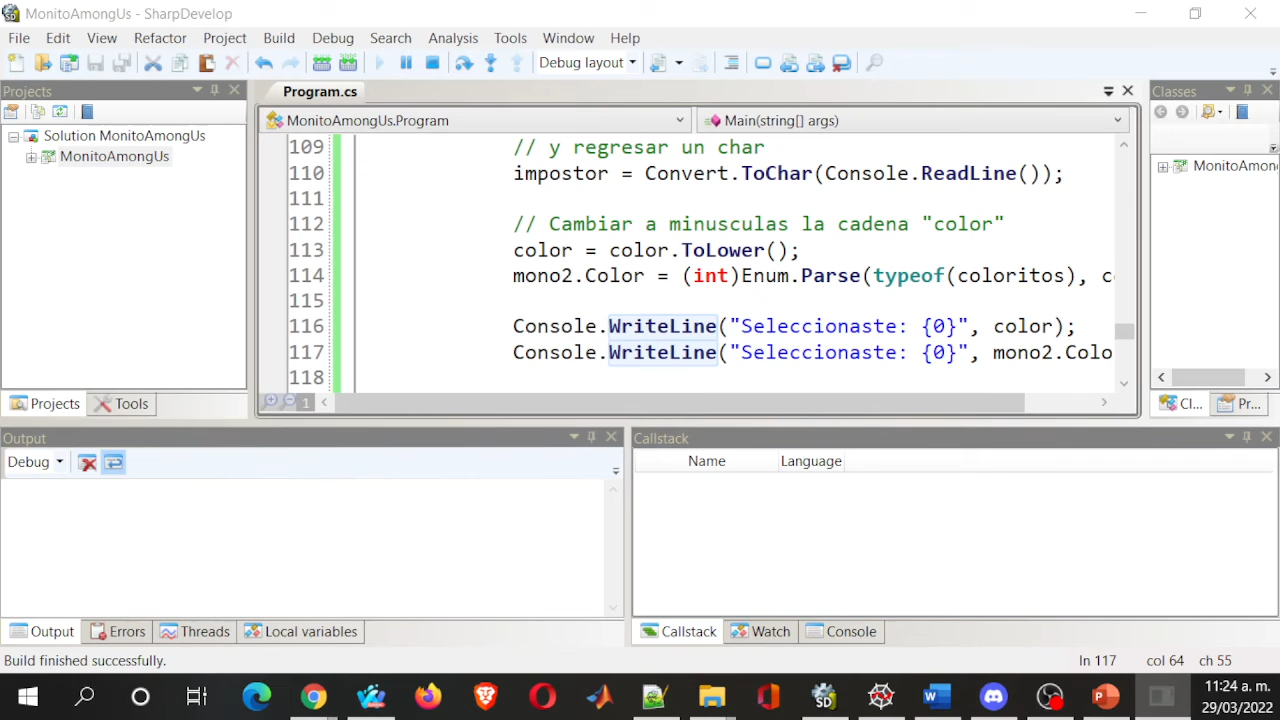 MonitoAmongUs - SharpDevelop
File Edit View Refactor Project Build Debug Search Analysis Tools Window Help
Debug layout
Projects
Solution MonitoAmongUs
MonitoAmongUs
Projects Tools
Program.cs
MonitoAmongUs.Program
Main(string[] args)
109 // y regresar un char
110 impostor = Convert.ToChar(Console.ReadLine());
111
112 // Cambiar a minusculas la cadena "color"
113 color = color.ToLower();
114 mono2.Color = (int)Enum.Parse(typeof(coloritos), c
115
116 Console.WriteLine("Seleccionaste: {0}", color);
117 Console.WriteLine("Seleccionaste: {0}", mono2.Colo
118
1
Classes
MonitoAmon
Cl... Pr...
Output
Debug
Output Errors Threads Local variables
Callstack
Name Language
Callstack Watch Console
Build finished successfully.
ln 117 col 64 ch 55
11:24 a. m.
29/03/2022